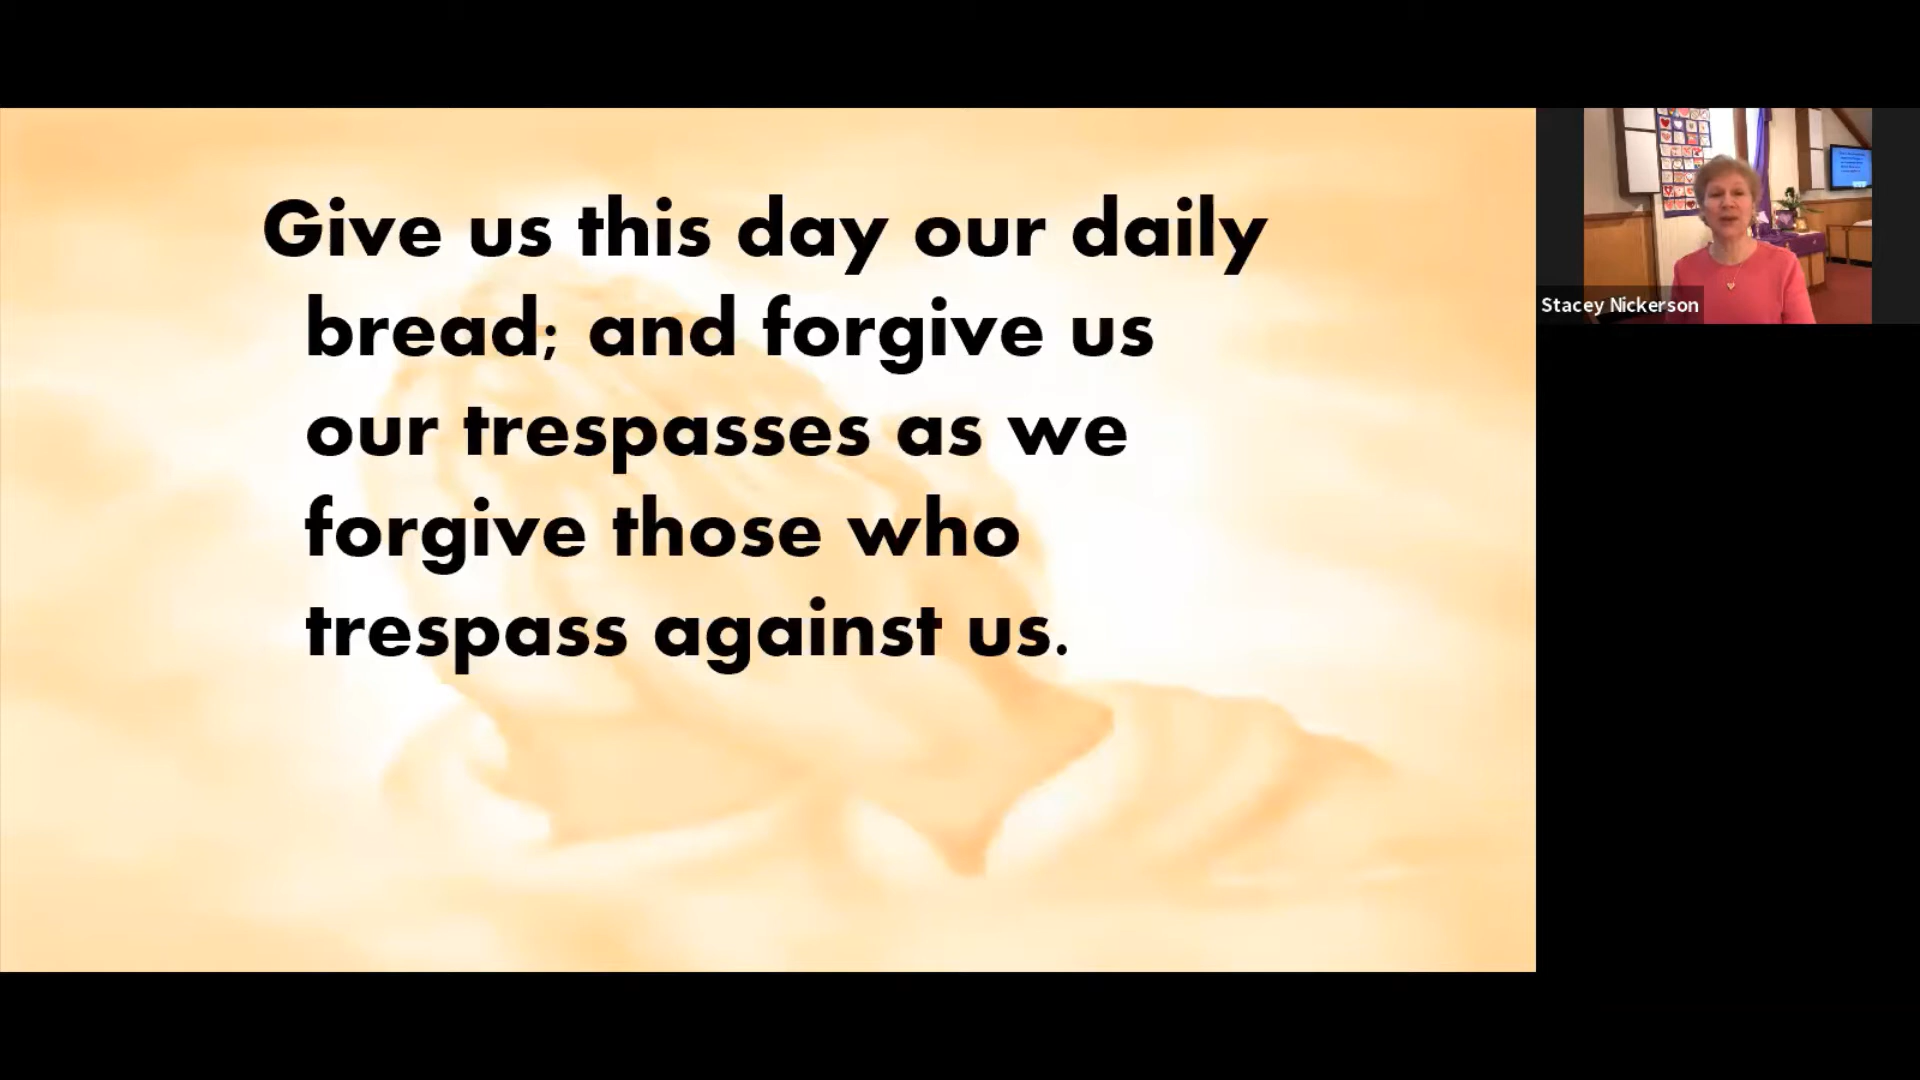 Give us this day our daily
bread; and forgive us
our trespasses as we
forgive those who
trespass against us.
Stacey Nickerson